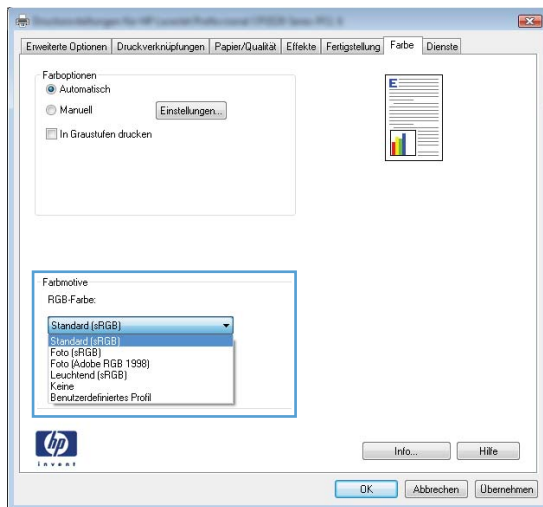 Erweiterte Optionen Druckverknüpfungen Papier/Qualität Effekte Fertigstellung Farbe Dienste
Farboptionen
Automatisch
Manuell Einstellungen...
In Graustufen drucken
E
Farbmotive
RGB-Farbe:
Standard (sRGB)
Standard (sRGB)
Foto (sRGB)
Foto (Adobe RGB 1998)
Leuchtend (sRGB)
Keine
Benutzerdefiniertes Profil
hp
invent
Info... Hilfe
OK Abbrechen Übernehmen